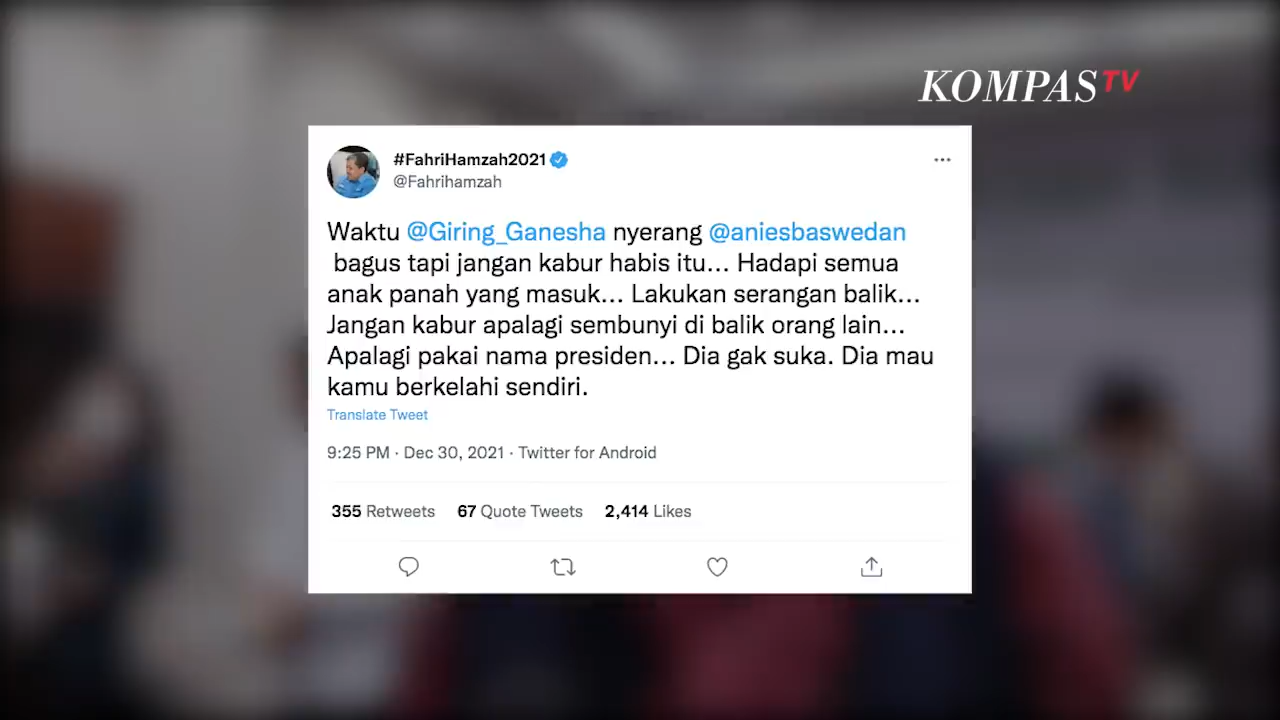 KOMPAS TV
#FahriHamzah2021
@Fahrihamzah
Waktu @Giring_Ganesha nyerang @aniesbaswedan
bagus tapi jangan kabur habis itu... Hadapi semua
anak panah yang masuk... Lakukan serangan balik...
Jangan kabur apalagi sembunyi di balik orang lain...
Apalagi pakai nama presiden... Dia gak suka. Dia mau
kamu berkelahi sendiri.
Translate Tweet
9:25 PM · Dec 30, 2021 · Twitter for Android
355 Retweets 67 Quote Tweets 2,414 Likes